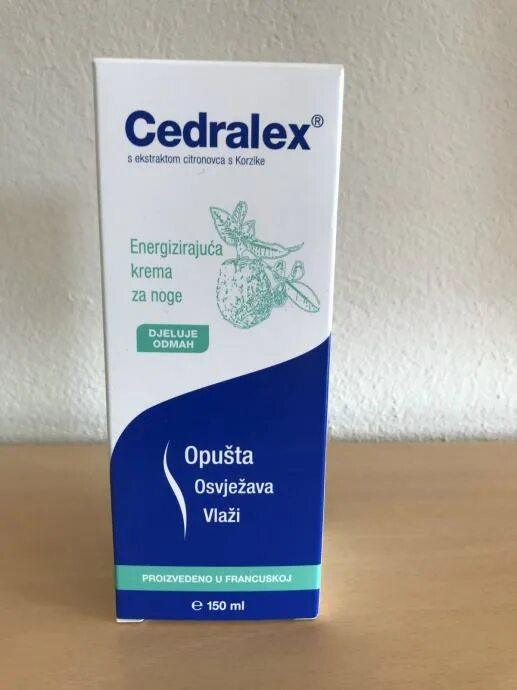 Cedralex®
s ekstraktom citronovca s Korzike
Energizirajuća
krema
za noge
DJELUJE
ODMAH
Opušta
Osvježava
Vlaži
PROIZVEDENO U FRANCUSKOJ
℮ 150 ml